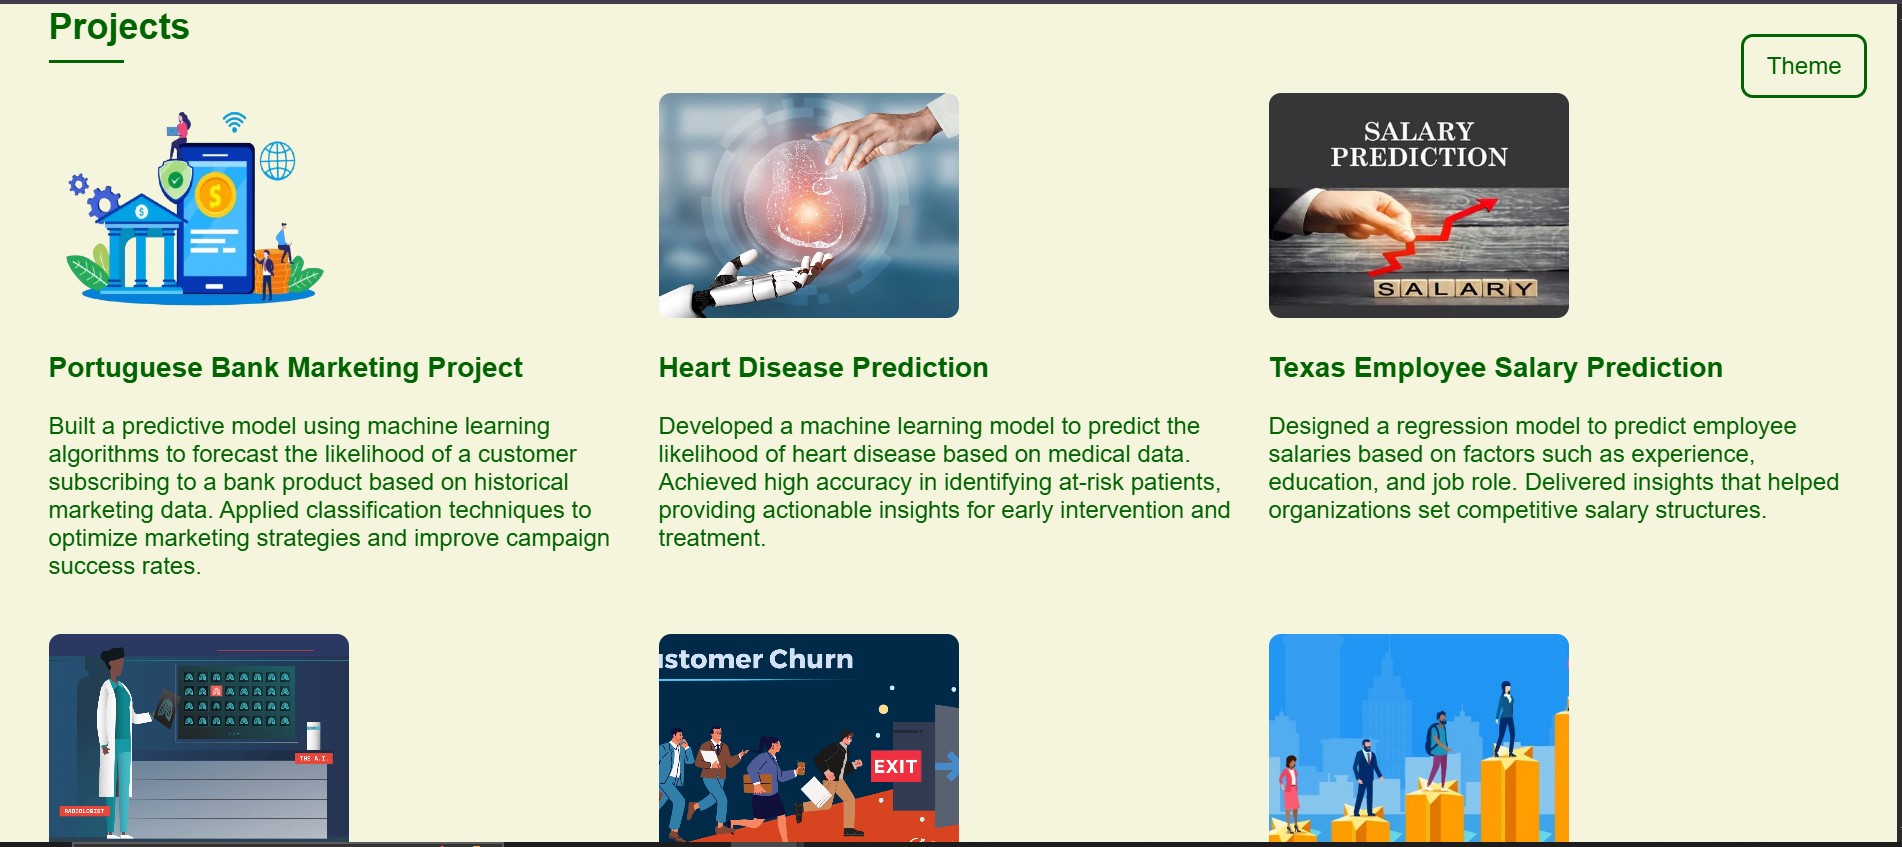 Projects
Theme
SALARY
PREDICTION
SALARY
Portuguese Bank Marketing Project
Heart Disease Prediction
Texas Employee Salary Prediction
Built a predictive model using machine learning
algorithms to forecast the likelihood of a customer
subscribing to a bank product based on historical
marketing data. Applied classification techniques to
optimize marketing strategies and improve campaign
success rates.
Developed a machine learning model to predict the
likelihood of heart disease based on medical data.
Achieved high accuracy in identifying at-risk patients,
providing actionable insights for early intervention and
treatment.
Designed a regression model to predict employee
salaries based on factors such as experience,
education, and job role. Delivered insights that helped
organizations set competitive salary structures.
THE A.I.
RADIOLOGIST
ustomer Churn
EXIT